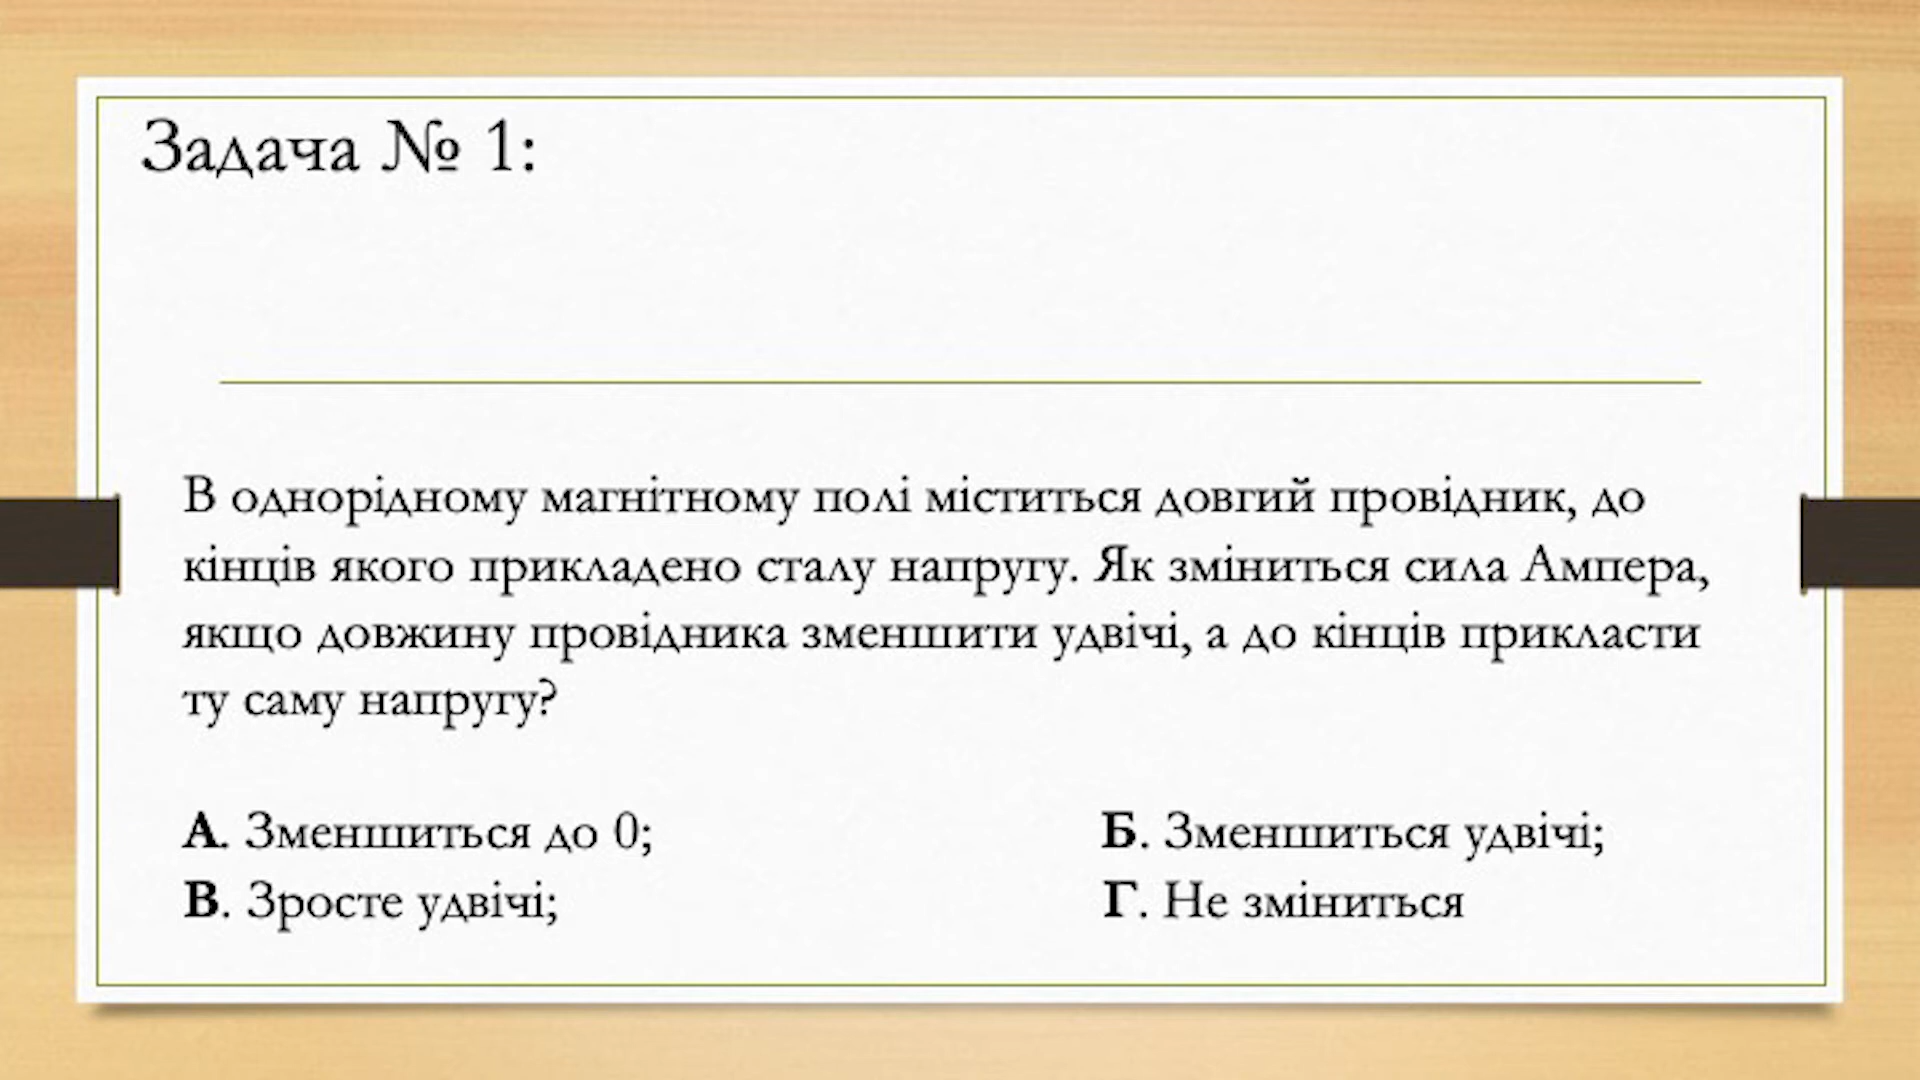 Задача № 1:
В однорідному магнітному полі міститься довгий провідник, до
кінців якого прикладено сталу напругу. Як зміниться сила Ампера,
якщо довжину провідника зменшити удвічі, а до кінців прикласти
ту саму напругу?
А. Зменшиться до 0; Б. Зменшиться удвічі;
В. Зросте удвічі; Г. Не зміниться